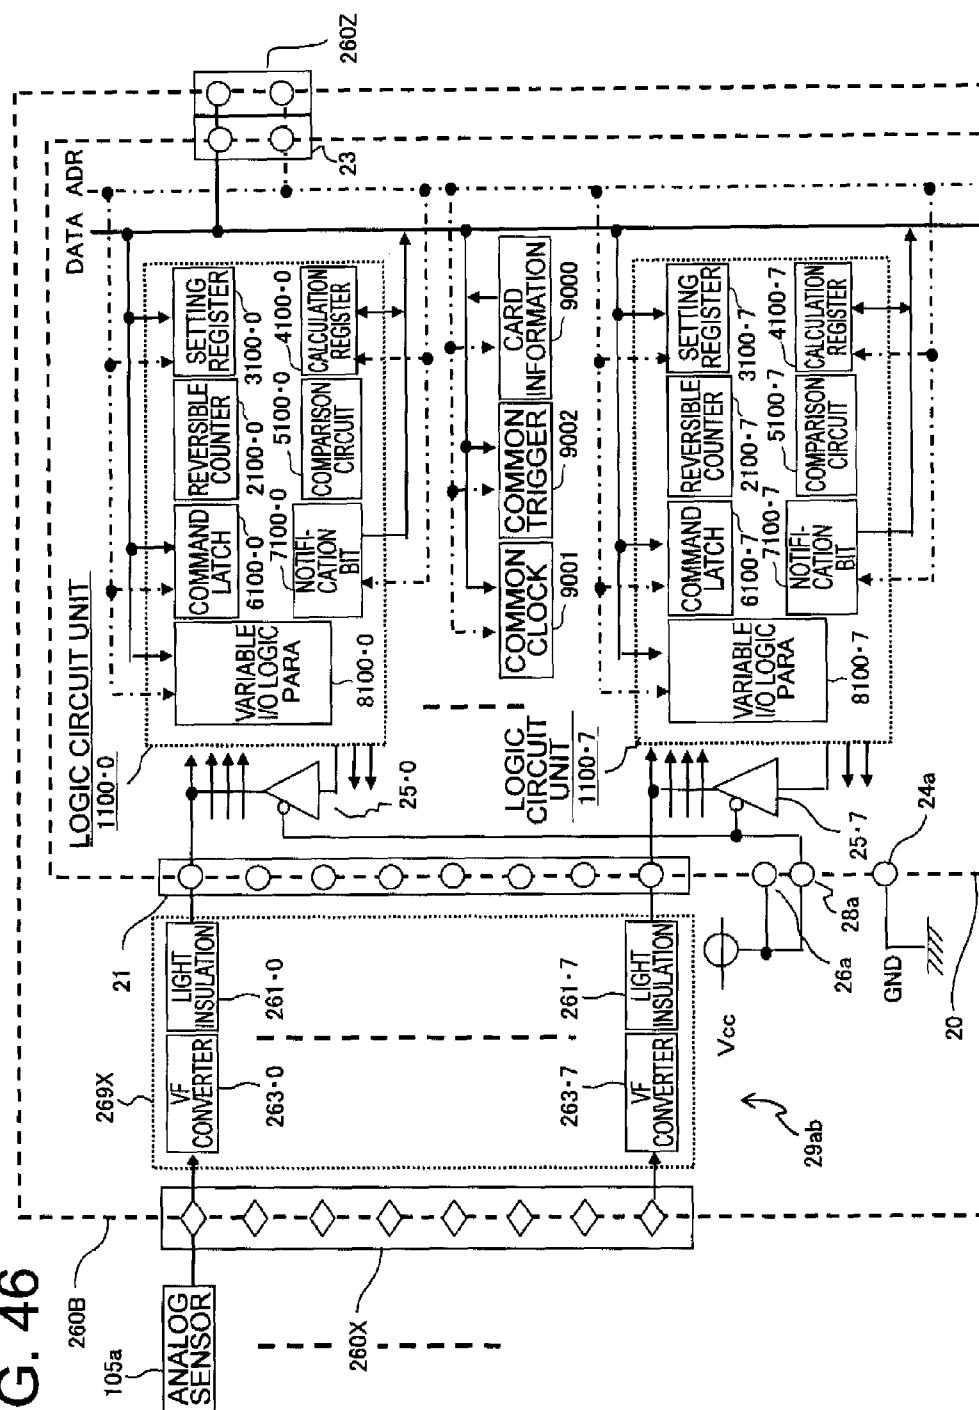 G. 46
260B
105a
ANALOG
SENSOR
260X
269X
VF
CONVERTER
263-0
LIGHT
INSULATION
261-0
21
VF
CONVERTER
263-7
LIGHT
INSULATION
261-7
29ab
Vcc
26a
28a
GND
24a
20
LOGIC CIRCUIT UNIT
1100-0
25-0
VARIABLE
I/O LOGIC
PARA
8100-0
COMMAND
LATCH
6100-0
REVERSIBLE
COUNTER
2100-0
SETTING
REGISTER
3100-0
7100-0
NOTIFI-
CATION
BIT
5100-0
COMPARISON
CIRCUIT
4100-0
CALCULATION
REGISTER
DATA
ADR
23
260Z
COMMON
CLOCK
9001
COMMON
TRIGGER
9002
CARD
INFORMATION
9000
LOGIC
CIRCUIT
UNIT
1100-7
25-7
VARIABLE
I/O LOGIC
PARA
8100-7
COMMAND
LATCH
6100-7
REVERSIBLE
COUNTER
2100-7
SETTING
REGISTER
3100-7
7100-7
NOTIFI-
CATION
BIT
5100-7
COMPARISON
CIRCUIT
4100-7
CALCULATION
REGISTER